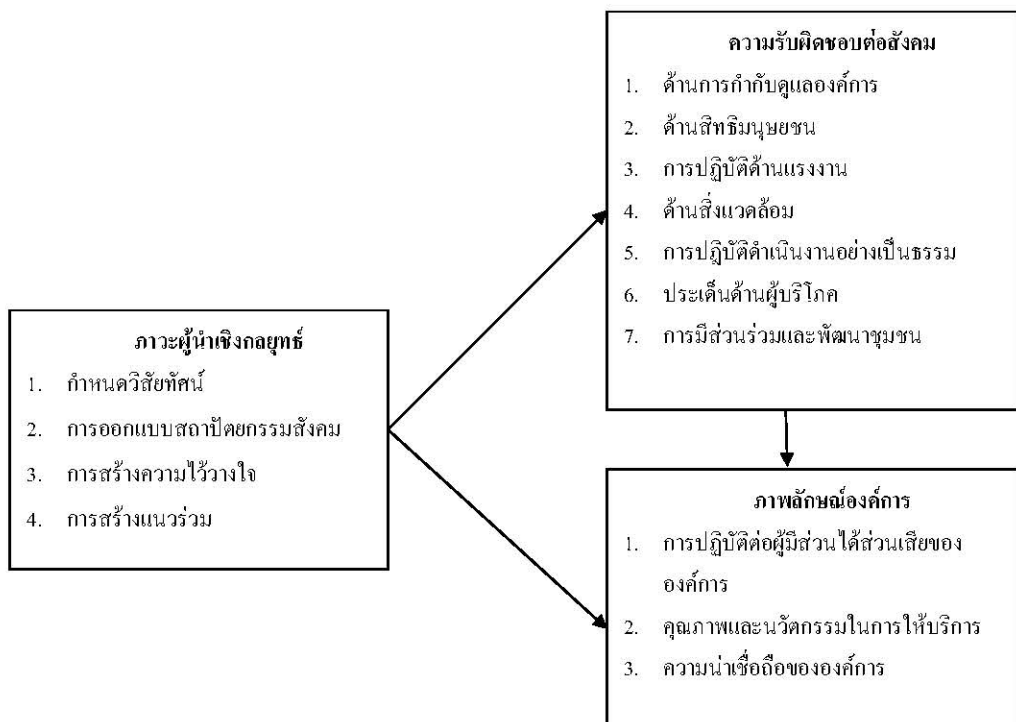 ความรับผิดชอบต่อสังคม
1. ด้านการกำกับดูแลองค์การ
2. ด้านสิทธิมนุษยชน
3. การปฏิบัติด้านแรงงาน
4. ด้านสิ่งแวดล้อม
5. การปฎิบัติดำเนินงานอย่างเป็นธรรม
6. ประเด็นด้านผู้บริโภค
7. การมีส่วนร่วมและพัฒนาชุมชน
ภาวะผู้นำเชิงกลยุทธ์
1. กำหนดวิสัยทัศน์
2. การออกแบบสถาปัตยกรรมสังคม
3. การสร้างความไว้วางใจ
4. การสร้างแนวร่วม
ภาพลักษณ์องค์การ
1. การปฏิบัติต่อผู้มีส่วนได้ส่วนเสียของ
องค์การ
2. คุณภาพและนวัตกรรมในการให้บริการ
3. ความน่าเชื่อถือขององค์การ